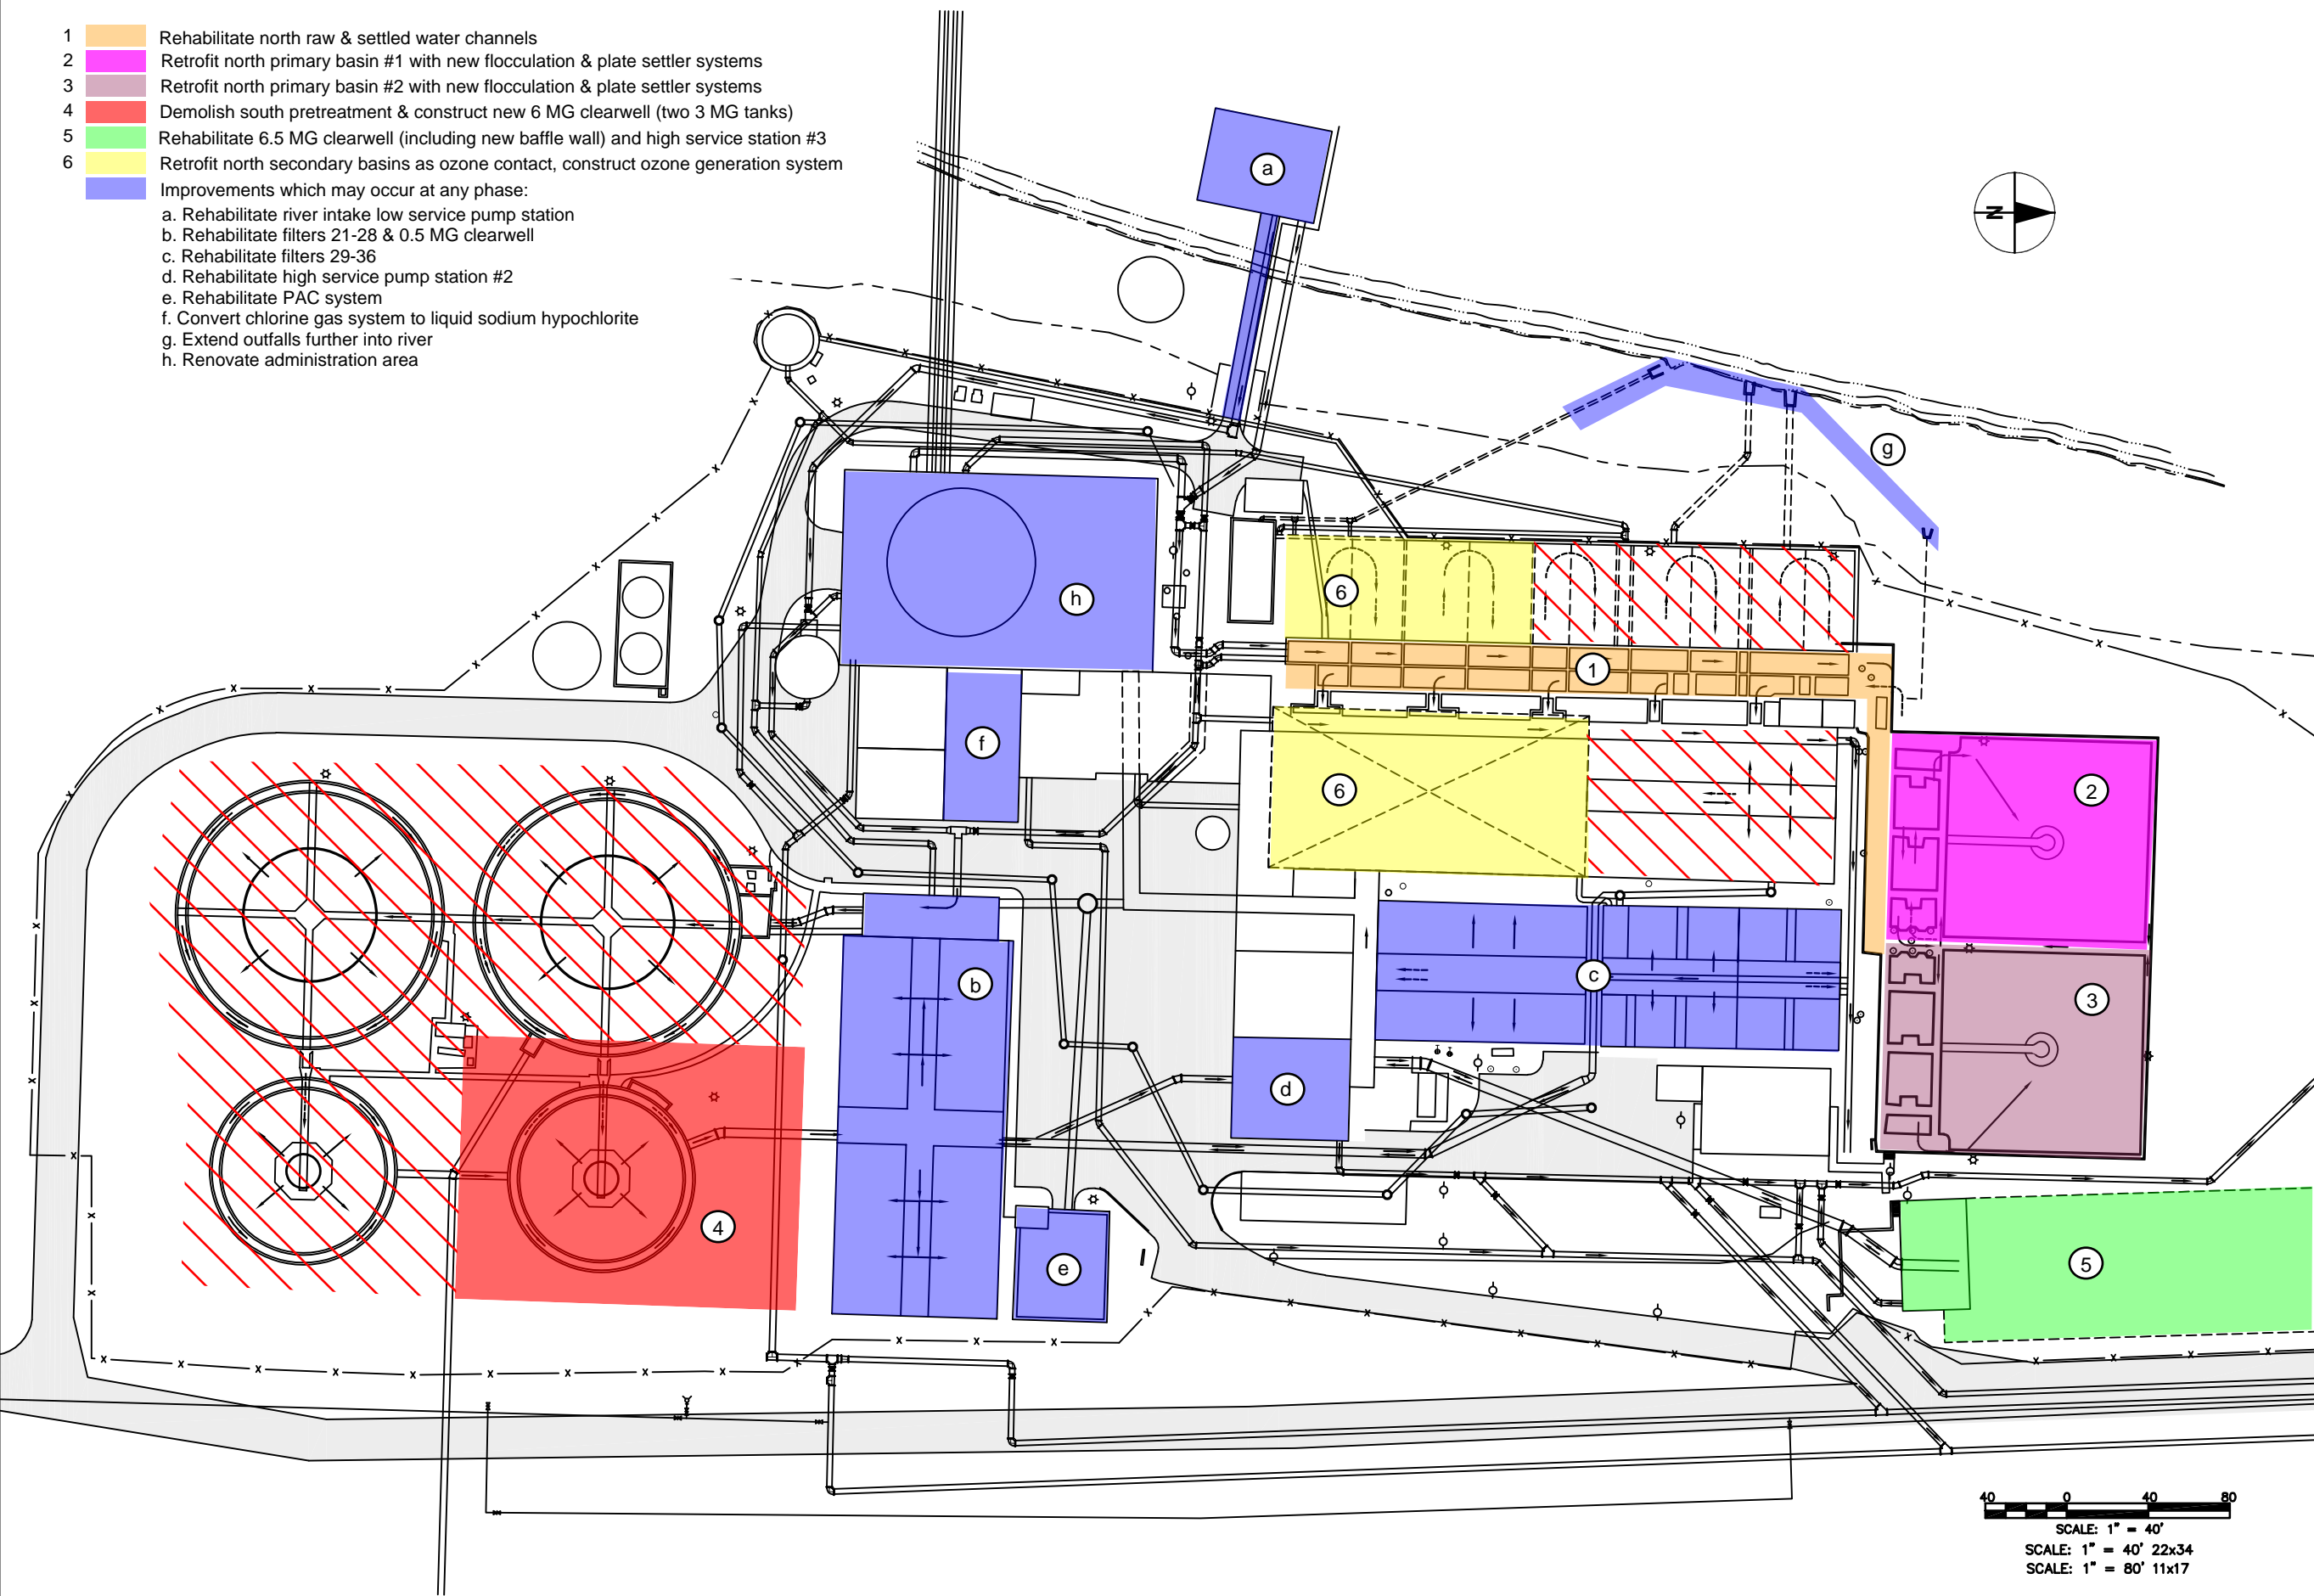 1 Rehabilitate north raw & settled water channels
2 Retrofit north primary basin #1 with new flocculation & plate settler systems
3 Retrofit north primary basin #2 with new flocculation & plate settler systems
4 Demolish south pretreatment & construct new 6 MG clearwell (two 3 MG tanks)
5 Rehabilitate 6.5 MG clearwell (including new baffle wall) and high service station #3
6 Retrofit north secondary basins as ozone contact, construct ozone generation system
Improvements which may occur at any phase:
a. Rehabilitate river intake low service pump station
b. Rehabilitate filters 21-28 & 0.5 MG clearwell
c. Rehabilitate filters 29-36
d. Rehabilitate high service pump station #2
e. Rehabilitate PAC system
f. Convert chlorine gas system to liquid sodium hypochlorite
g. Extend outfalls further into river
h. Renovate administration area
a
N
g
6
h
1
f
6
2
b
c
3
d
4
e
5
40 0 40 80
SCALE: 1" = 40'
SCALE: 1" = 40' 22x34
SCALE: 1" = 80' 11x17